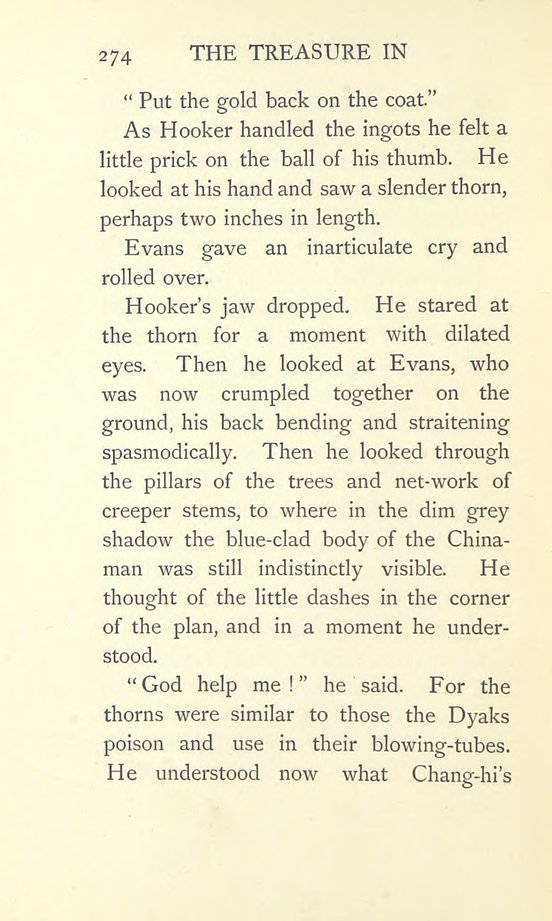 274 THE TREASURE IN
“ Put the gold back on the coat.”
As Hooker handled the ingots he felt a
little prick on the ball of his thumb. He
looked at his hand and saw a slender thorn,
perhaps two inches in length.
Evans gave an inarticulate cry and
rolled over.
Hooker’s jaw dropped. He stared at
the thorn for a moment with dilated
eyes. Then he looked at Evans, who
was now crumpled together on the
ground, his back bending and straitening
spasmodically. Then he looked through
the pillars of the trees and net-work of
creeper stems, to where in the dim grey
shadow the blue-clad body of the China-
man was still indistinctly visible. He
thought of the little dashes in the corner
of the plan, and in a moment he under-
stood.
“God help me !” he said. For the
thorns were similar to those the Dyaks
poison and use in their blowing-tubes.
He understood now what Chang-hi’s